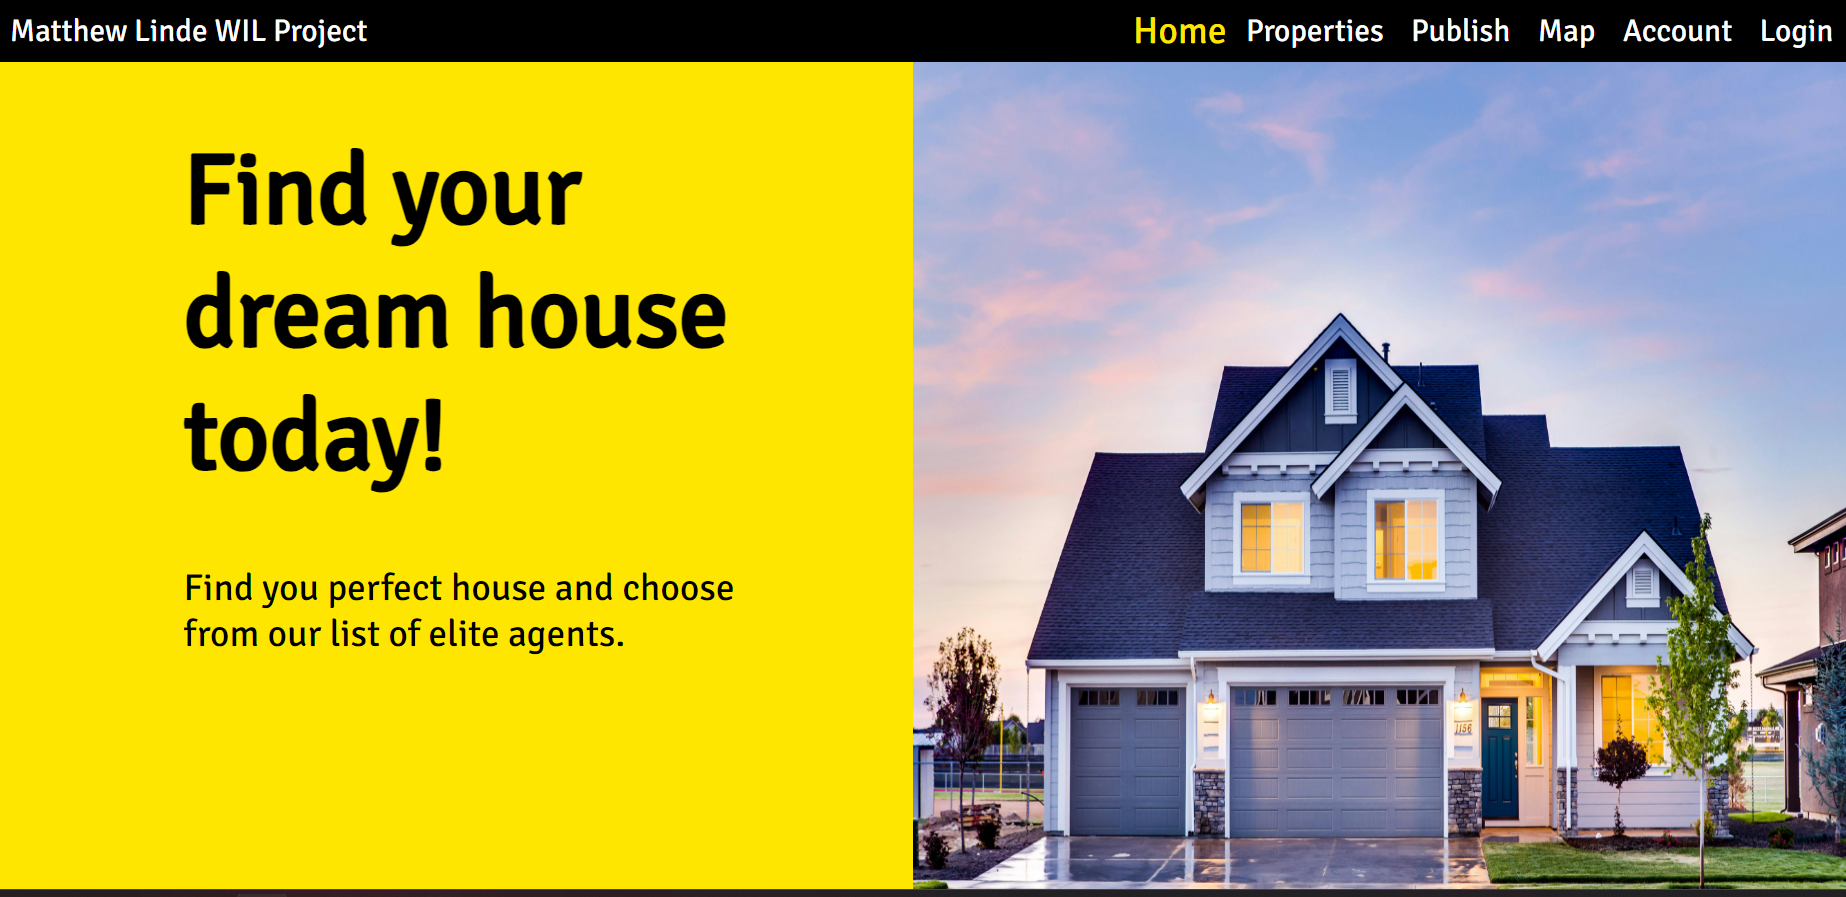 Matthew Linde WIL Project
Home Properties Publish Map Account Login
Find your
dream house
today!
Find you perfect house and choose
from our list of elite agents.
1156